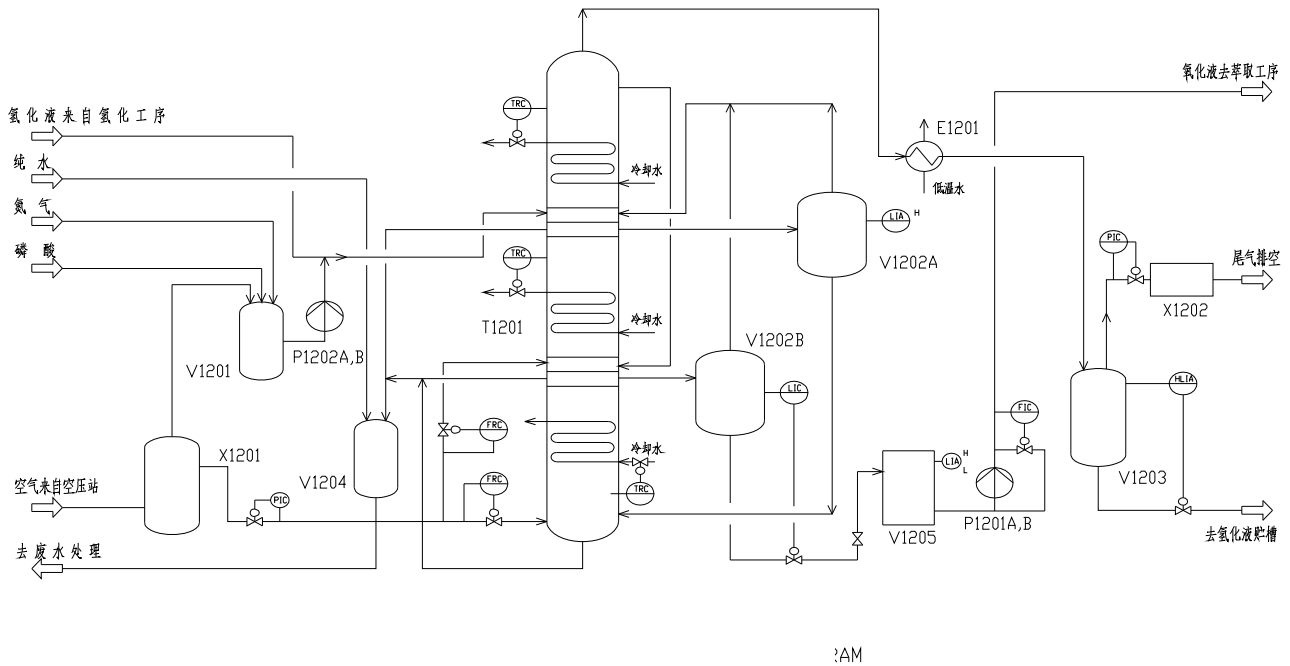 氧化液去萃取工序
氢化液来自氢化工序
纯水
氮气
磷酸
TRC
冷却水
E1201
低温水
LIA
H
V1202A
PIC
尾气排空
X1202
TRC
T1201
冷却水
P1202A,B
V1201
V1202B
LIC
HLIA
FIC
FRC
冷却水
X1201
V1204
空气来自空压站
PIC
FRC
TRC
LIA
H
L
V1203
P1201A,B
V1205
去氢化液贮槽
去废水处理